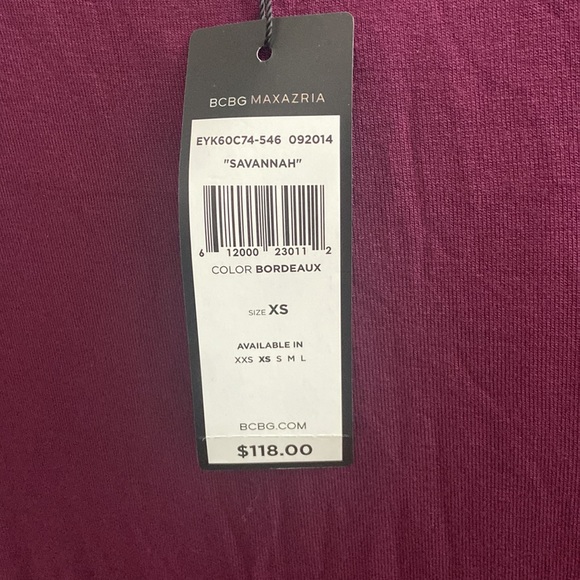 BCBG MAXAZRIA
EYK60C74-546 092014
"SAVANNAH"
6 12000 23011 2
COLOR BORDEAUX
SIZE XS
AVAILABLE IN
XXS XS S M L
BCBG.COM
$118.00